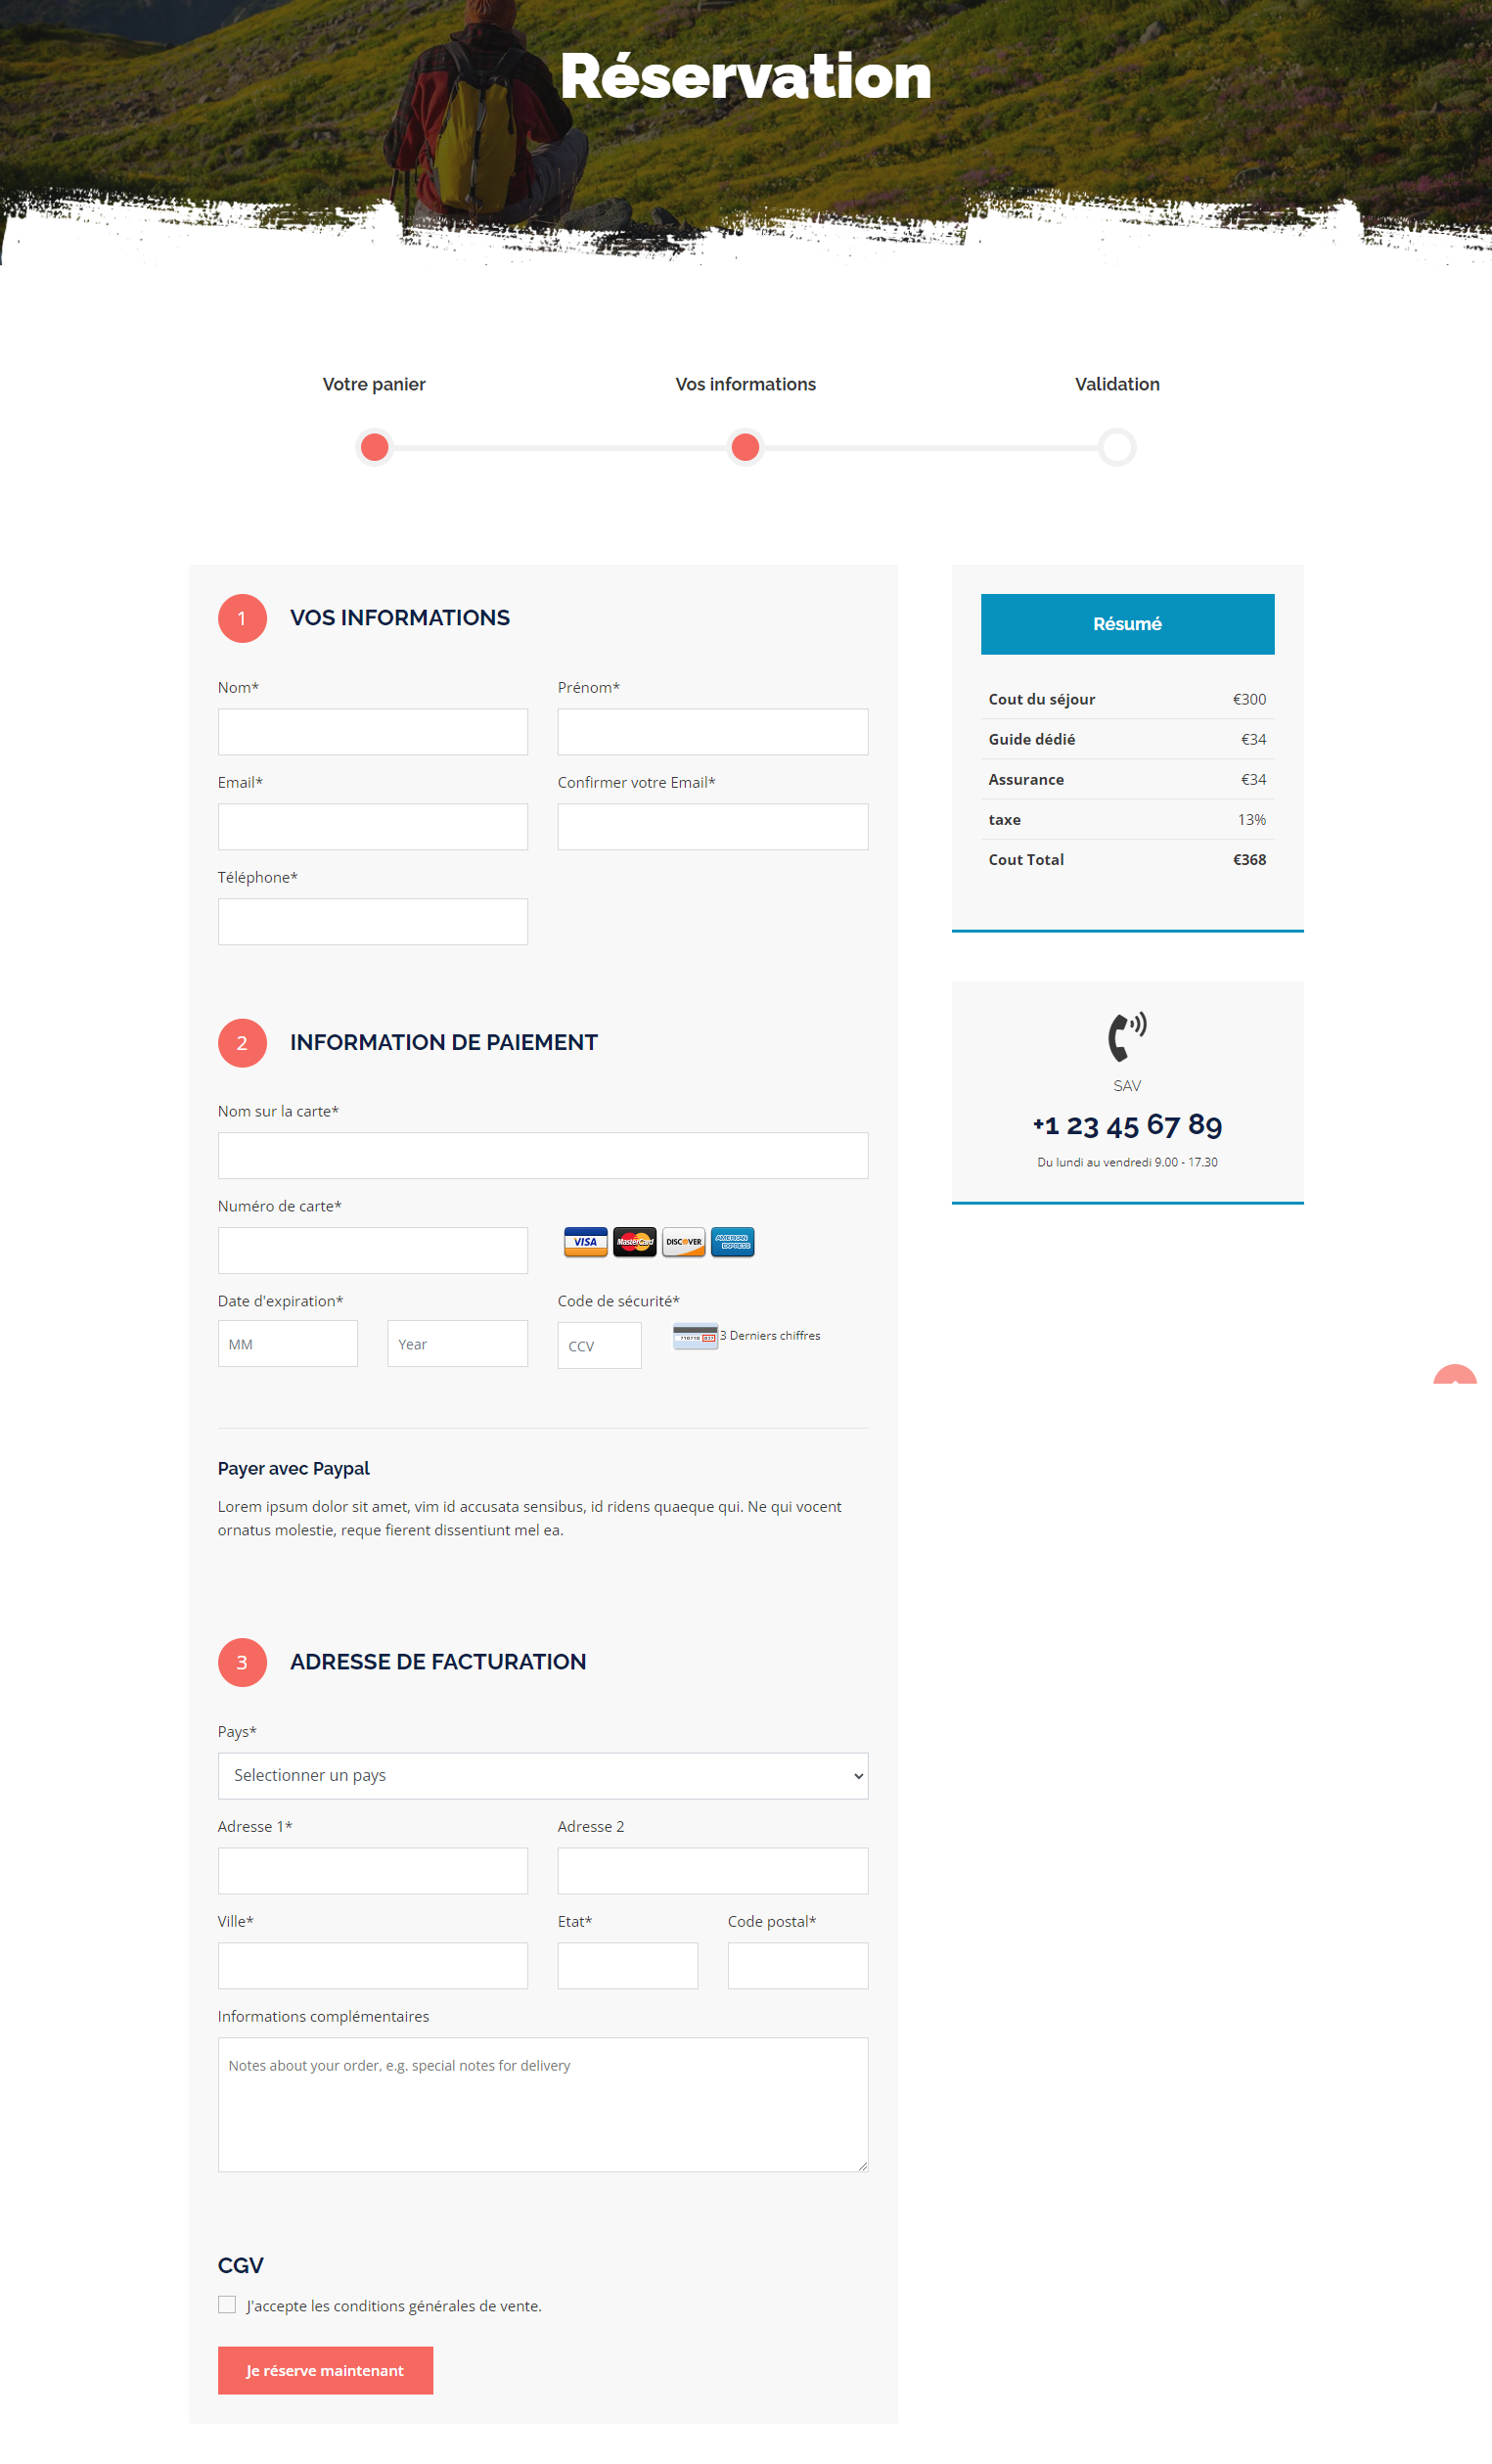 Réservation
Votre panier
Vos informations
Validation
1
VOS INFORMATIONS
Nom*
Prénom*
Email*
Confirmer votre Email*
Téléphone*
2
INFORMATION DE PAIEMENT
Nom sur la carte*
Numéro de carte*
VISA
MasterCard
DISCOVER
AMERICAN
EXPRESS
Date d'expiration*
Code de sécurité*
MM
Year
CCV
3 Derniers chiffres
Payer avec Paypal
Lorem ipsum dolor sit amet, vim id accusata sensibus, id ridens quaeque qui. Ne qui vocent
ornatus molestie, reque fierent dissentiunt mel ea.
3
ADRESSE DE FACTURATION
Pays*
Selectionner un pays
Adresse 1*
Adresse 2
Ville*
Etat*
Code postal*
Informations complémentaires
Notes about your order, e.g. special notes for delivery
CGV
J'accepte les conditions générales de vente.
Je réserve maintenant
Résumé
Cout du séjour €300
Guide dédié €34
Assurance €34
taxe 13%
Cout Total €368
SAV
+1 23 45 67 89
Du lundi au vendredi 9.00 - 17.30